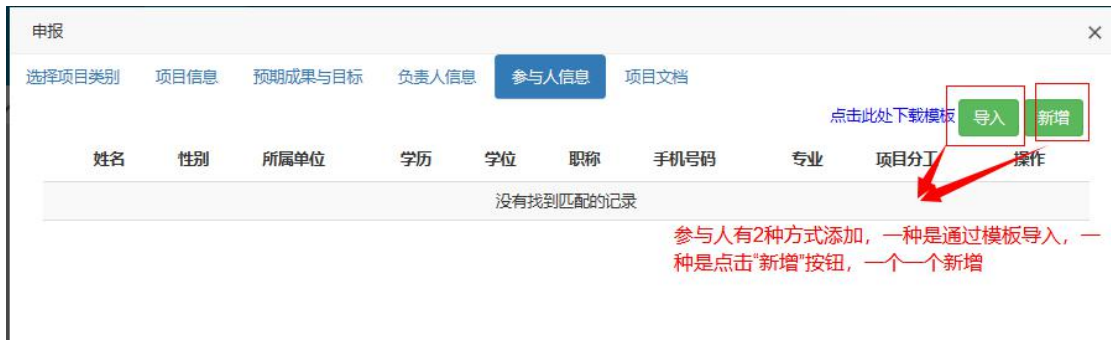 申报
选择项目类别 项目信息 预期成果与目标 负责人信息 参与人信息 项目文档
点击此处下载模板 导入 新增
姓名 性别 所属单位 学历 学位 职称 手机号码 专业 项目分工 操作
没有找到匹配的记录
参与人有2种方式添加，一种是通过模板导入，一
种是点击"新增"按钮，一个一个新增